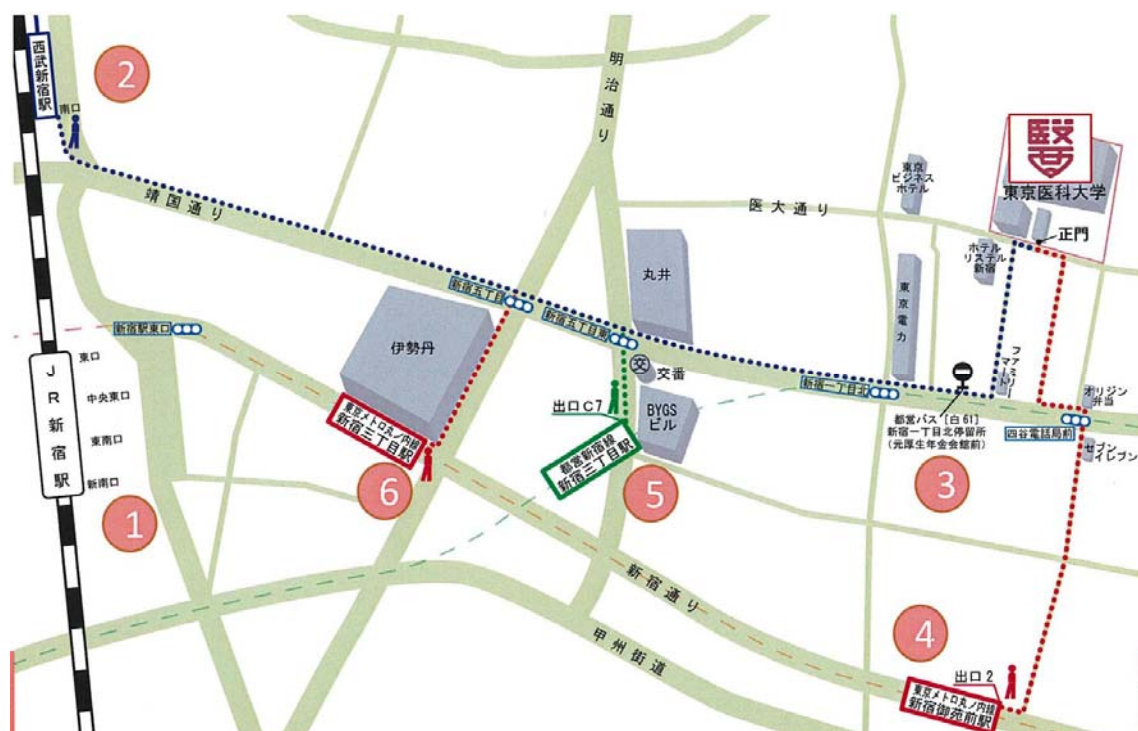 西武新宿駅
2
南口
靖国通り
明治通り
東京
ビジネス
ホテル
東京医科大学
正門
医大通り
ホテル
リステル
新宿
丸井
東京電力
新宿五丁目
新宿五丁目東
伊勢丹
新宿駅東口
交
交番
新宿一丁目北
ファミリー
マート
オリジン
弁当
JR新宿駅
東口
中央東口
東南口
新南口
1
東京メトロ丸ノ内線
新宿三丁目駅
6
出口C7
BYGS
ビル
都営新宿線
新宿三丁目駅
5
都営バス [白61]
新宿一丁目北停留所
(元厚生年金会館前)
3
四谷電話局前
セブン
イレブン
新宿通り
甲州街道
4
出口2
東京メトロ丸ノ内線
新宿御苑前駅